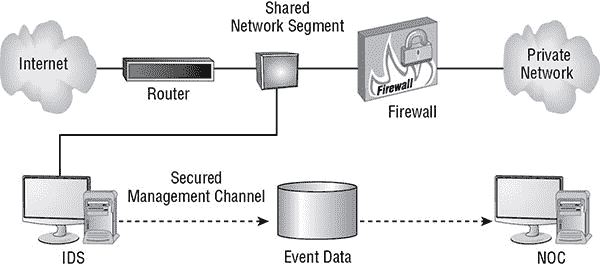 Shared
Network Segment
Internet
Router
Firewall
Firewall
Private
Network
Secured
Management Channel
IDS
Event Data
NOC